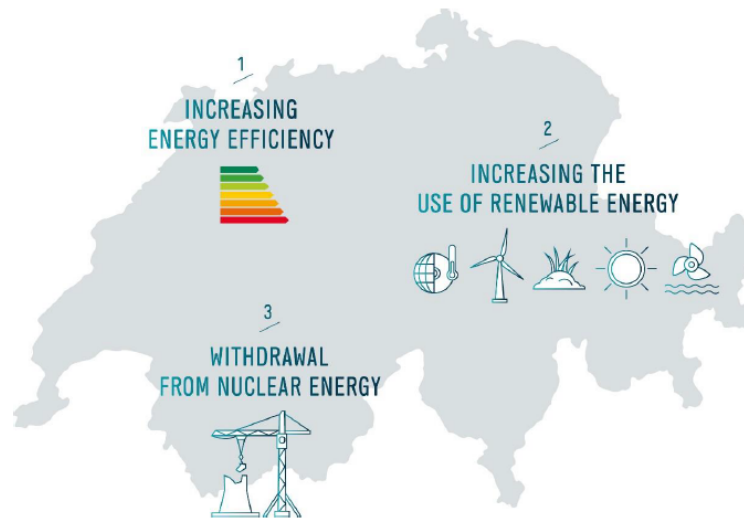 1
INCREASING
ENERGY EFFICIENCY
2
INCREASING THE
USE OF RENEWABLE ENERGY
3
WITHDRAWAL
FROM NUCLEAR ENERGY